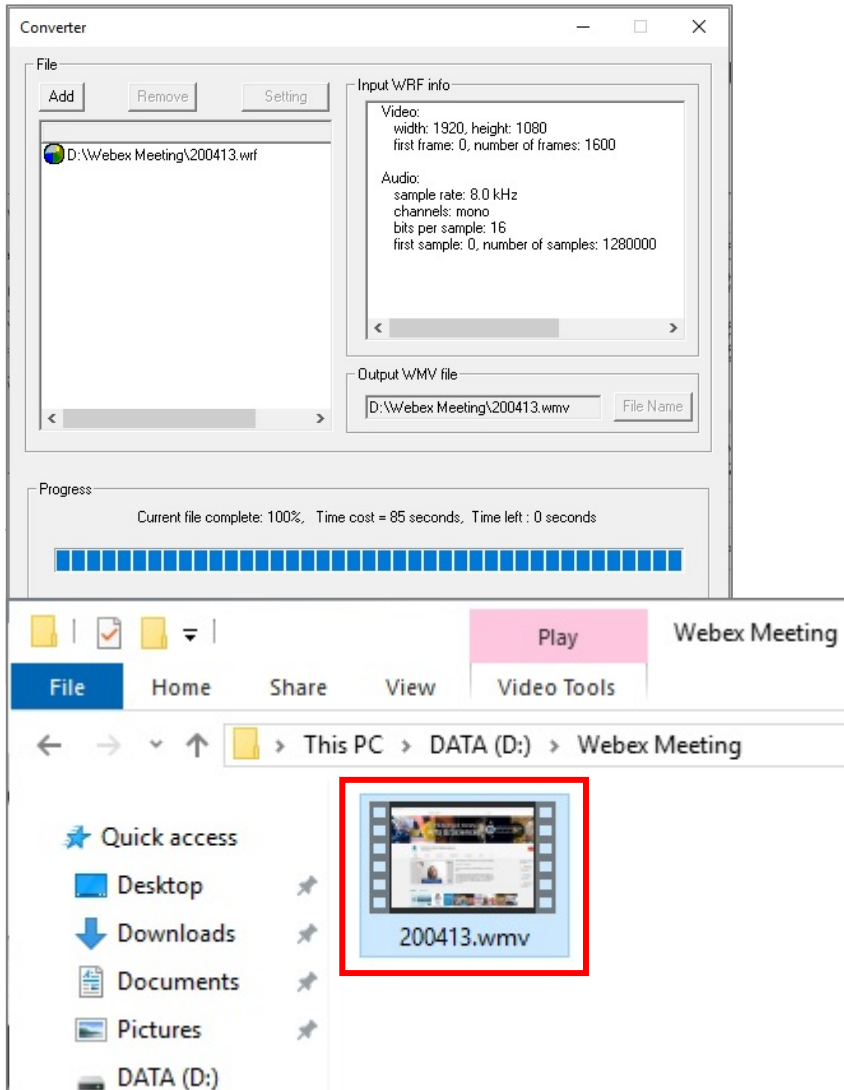 Converter
File
Add Remove Setting
D:\Webex Meeting\200413.wrf
Input WRF info
Video:
width: 1920, height: 1080
first frame: 0, number of frames: 1600
Audio:
sample rate: 8.0 kHz
channels: mono
bits per sample: 16
first sample: 0, number of samples: 1280000
Output WMV file
D:\Webex Meeting\200413.wmv File Name
Progress
Current file complete: 100%, Time cost = 85 seconds, Time left : 0 seconds
Play Webex Meeting
File Home Share View Video Tools
This PC > DATA (D:) > Webex Meeting
Quick access
Desktop
Downloads
Documents
Pictures
DATA (D:)
200413.wmv